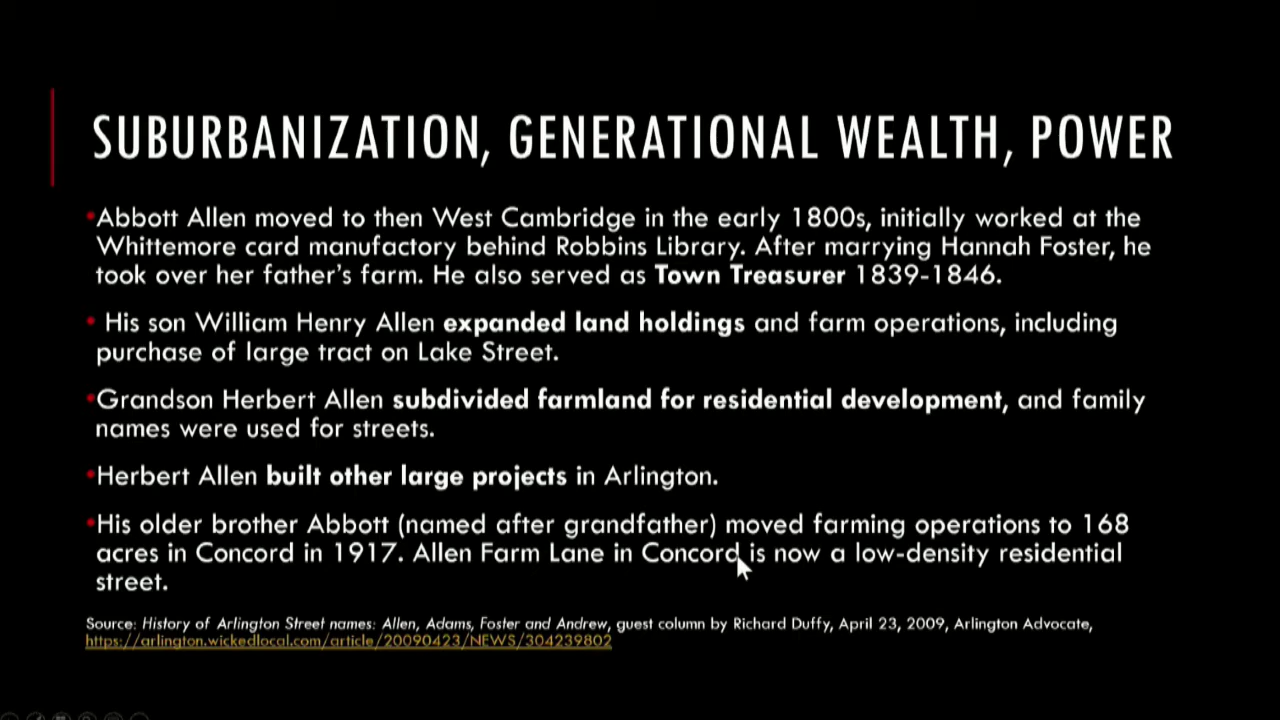 SUBURBANIZATION, GENERATIONAL WEALTH, POWER
•Abbott Allen moved to then West Cambridge in the early 1800s, initially worked at the
Whittemore card manufactory behind Robbins Library. After marrying Hannah Foster, he
took over her father's farm. He also served as Town Treasurer 1839-1846.
• His son William Henry Allen expanded land holdings and farm operations, including
purchase of large tract on Lake Street.
•Grandson Herbert Allen subdivided farmland for residential development, and family
names were used for streets.
•Herbert Allen built other large projects in Arlington.
•His older brother Abbott (named after grandfather) moved farming operations to 168
acres in Concord in 1917. Allen Farm Lane in Concord is now a low-density residential
street.
Source: History of Arlington Street names: Allen, Adams, Foster and Andrew, guest column by Richard Duffy, April 23, 2009, Arlington Advocate,
https://arlington.wickedlocal.com/article/20090423/NEWS/304239802